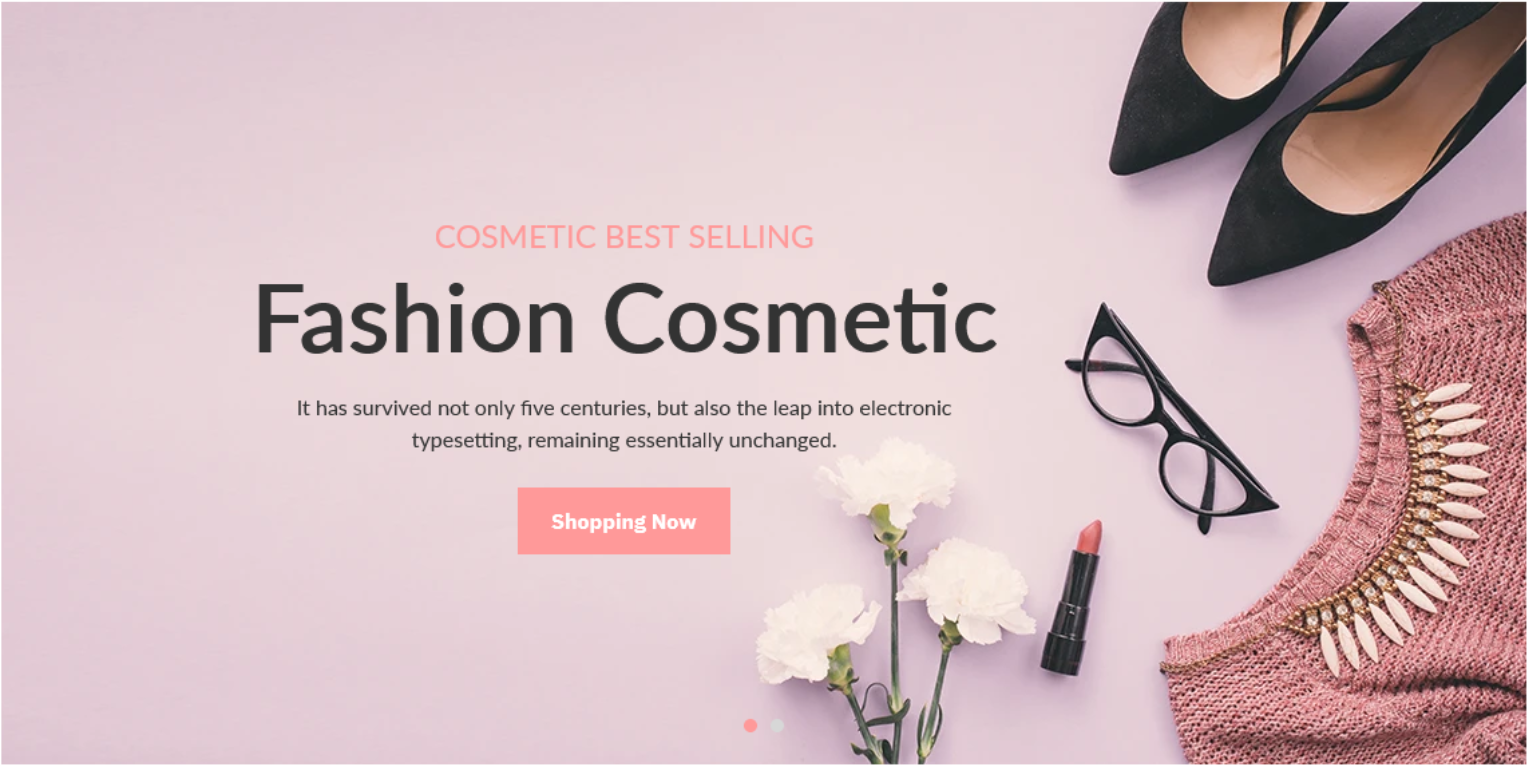 COSMETIC BEST SELLING
Fashion Cosmetic
It has survived not only five centuries, but also the leap into electronic
typesetting, remaining essentially unchanged.
Shopping Now